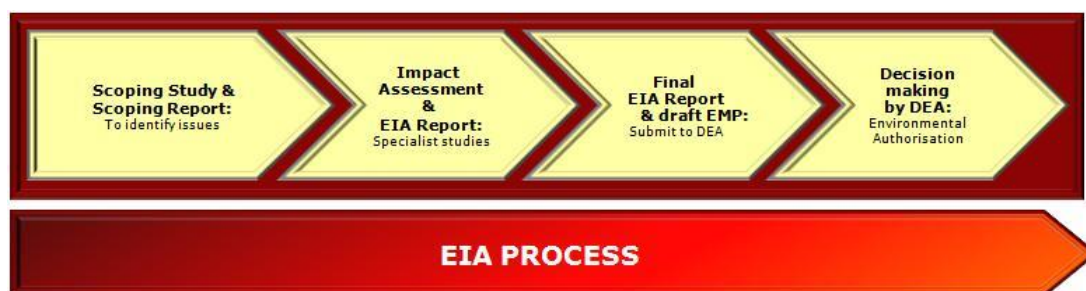 Scoping Study &
Scoping Report:
To identify issues
Impact
Assessment
&
EIA Report:
Specialist studies
Final
EIA Report
& draft EMP:
Submit to DEA
Decision
making
by DEA:
Environmental
Authorisation
EIA PROCESS